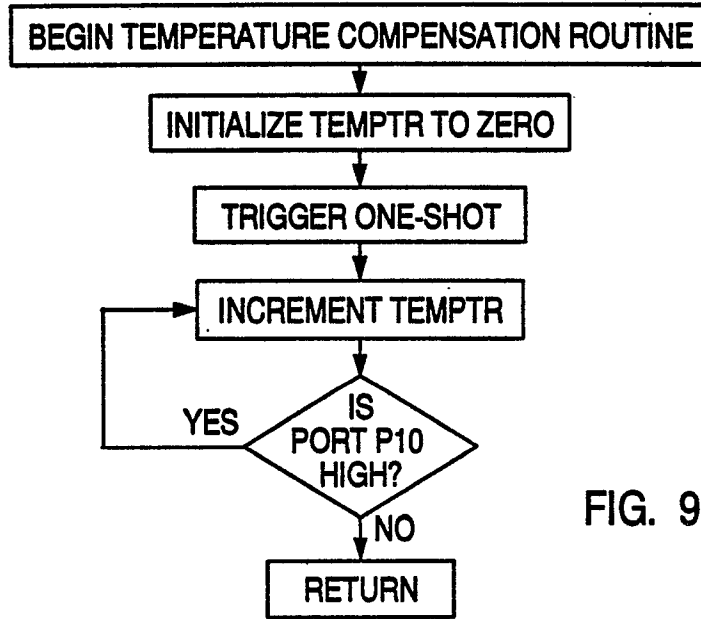 BEGIN TEMPERATURE COMPENSATION ROUTINE
INITIALIZE TEMPTR TO ZERO
TRIGGER ONE-SHOT
INCREMENT TEMPTR
YES
IS
PORT P10
HIGH?
NO
RETURN
FIG. 9